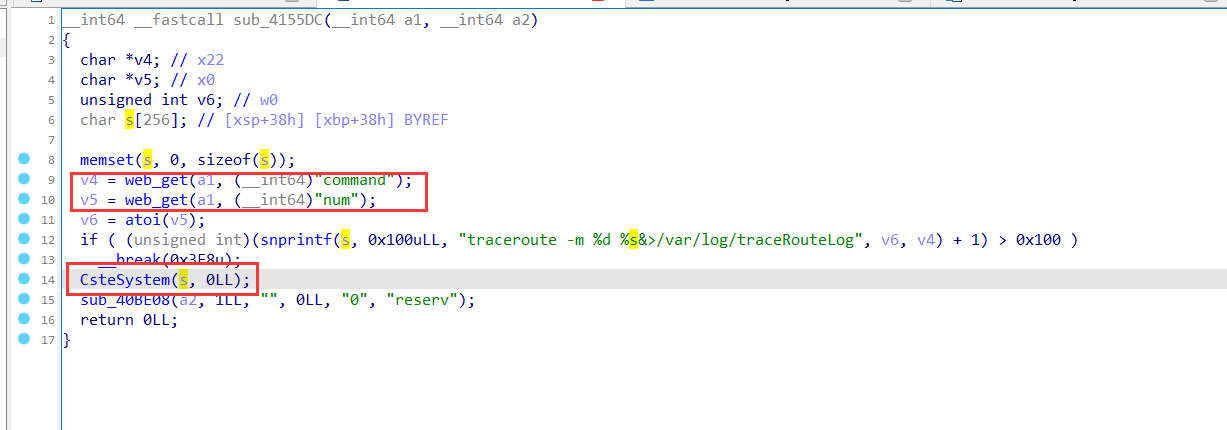 1 __int64 __fastcall sub_4155DC(__int64 a1, __int64 a2)
2 {
3 char *v4; // x22
4 char *v5; // x0
5 unsigned int v6; // w0
6 char s[256]; // [xsp+38h] [xbp+38h] BYREF
7
8 memset(s, 0, sizeof(s));
9 v4 = web_get(a1, (__int64)"command");
10 v5 = web_get(a1, (__int64)"num");
11 v6 = atoi(v5);
12 if ( (unsigned int)(snprintf(s, 0x100uLL, "traceroute -m %d %s&>/var/log/traceRouteLog", v6, v4) + 1) > 0x100 )
13 __break(0x3E8u);
14 CsteSystem(s, 0LL);
15 sub_40BE08(a2, 1LL, "", 0LL, "0", "reserv");
16 return 0LL;
17 }